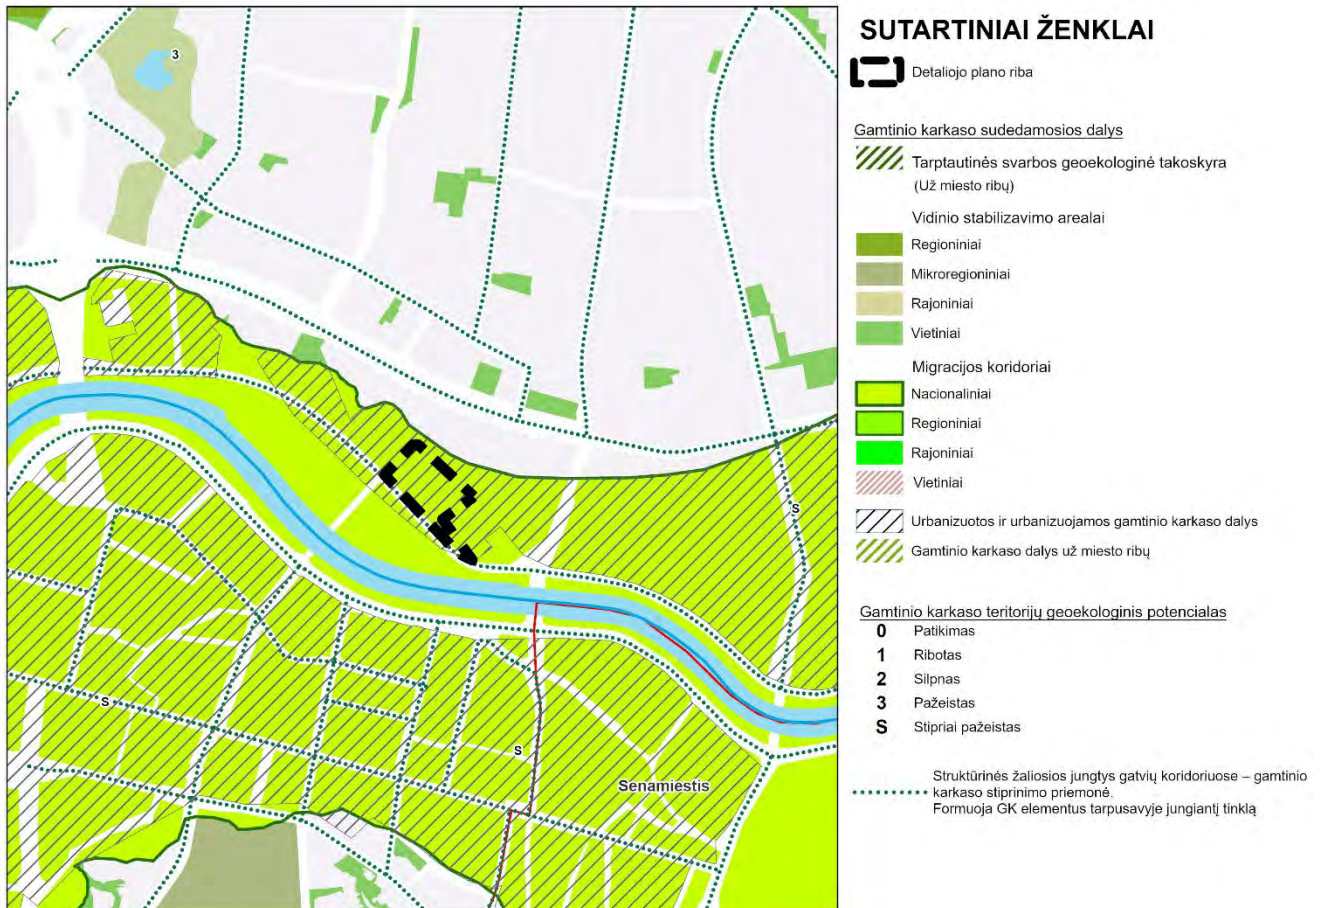 3
S
S
S
Senamiestis
SUTARTINIAI ŽENKLAI
Detaliojo plano riba
Gamtinio karkaso sudedamosios dalys
Tarptautinės svarbos geoekologinė takoskyra
(Už miesto ribų)
Vidinio stabilizavimo arealai
Regioniniai
Mikroregioniniai
Rajoniniai
Vietiniai
Migracijos koridoriai
Nacionaliniai
Regioniniai
Rajoniniai
Vietiniai
Urbanizuotos ir urbanizuojamos gamtinio karkaso dalys
Gamtinio karkaso dalys už miesto ribų
Gamtinio karkaso teritorijų geoekologinis potencialas
0 Patikimas
1 Ribotas
2 Silpnas
3 Pažeistas
S Stipriai pažeistas
Struktūrinės žaliosios jungtys gatvių koridoriuose – gamtinio
karkaso stiprinimo priemonė.
Formuoja GK elementus tarpusavyje jungiantį tinklą